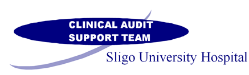 CLINICAL AUDIT
SUPPORT TEAM
Sligo University Hospital